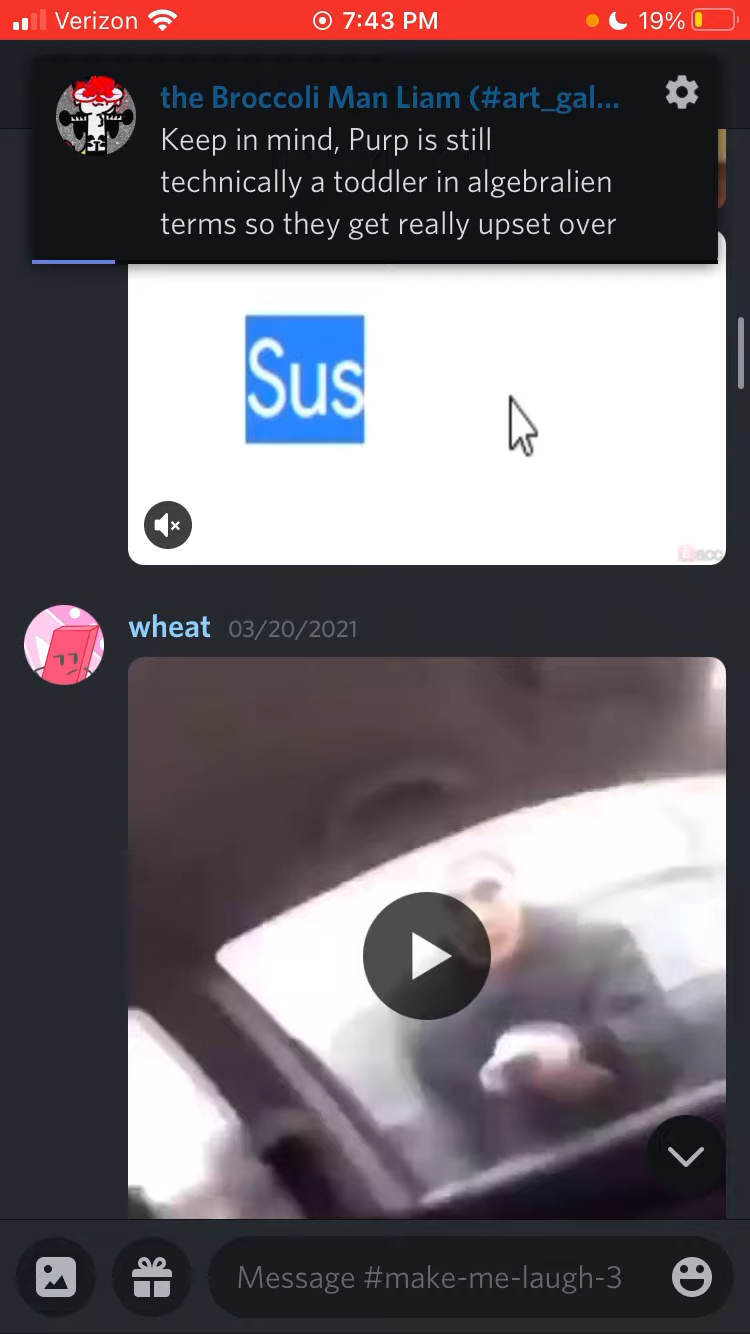 Verizon 7:43 PM 19%
the Broccoli Man Liam (#art_gal...
Keep in mind, Purp is still
technically a toddler in algebralien
terms so they get really upset over
Sus
wheat 03/20/2021
Message #make-me-laugh-3